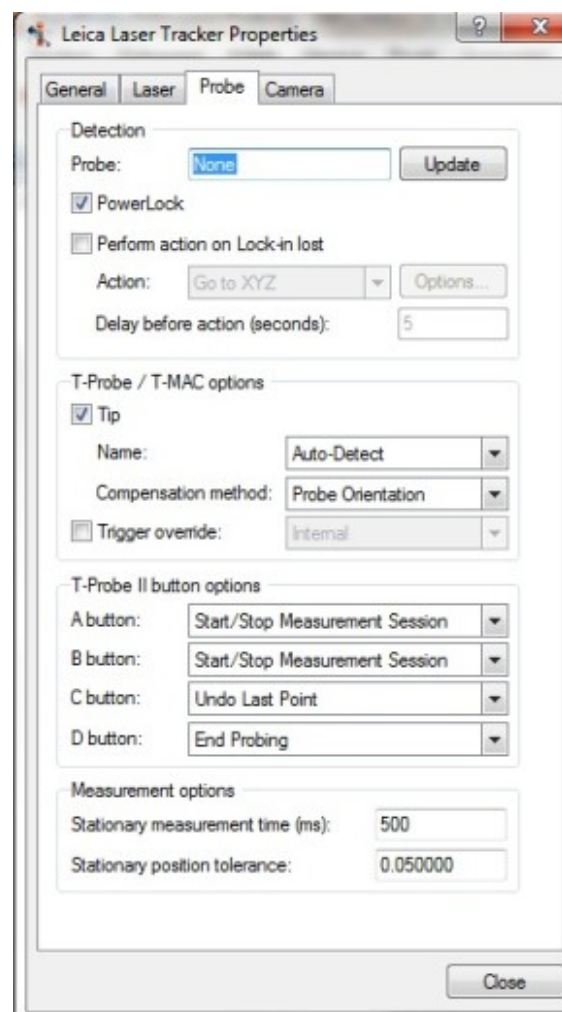 Leica Laser Tracker Properties
General Laser Probe Camera
Detection
Probe: None Update
PowerLock
Perform action on Lock-in lost
Action: Go to XYZ Options...
Delay before action (seconds): 5
T-Probe / T-MAC options
Tip
Name: Auto-Detect
Compensation method: Probe Orientation
Trigger override: Internal
T-Probe II button options
A button: Start/Stop Measurement Session
B button: Start/Stop Measurement Session
C button: Undo Last Point
D button: End Probing
Measurement options
Stationary measurement time (ms): 500
Stationary position tolerance: 0.050000
Close